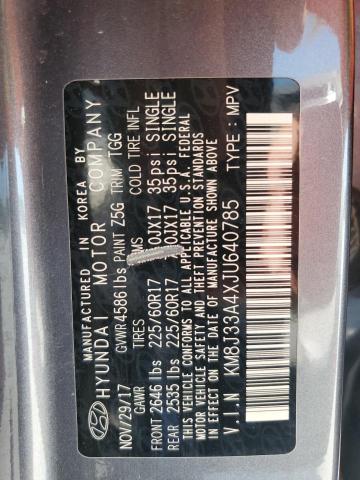 MANUFACTURED IN KOREA BY
HYUNDAI MOTOR COMPANY
NOV/29/17 GVWR 4586 lbs PAINT Z5G TRIM TGG
GAWR TIRES COLD TIRE INFL
FRONT 2646 lbs 225/60R17 35psi SINGLE
REAR 2535 lbs 225/60R17 35psi SINGLE
THIS VEHICLE CONFORMS TO ALL APPLICABLE U.S.A. FEDERAL
MOTOR VEHICLE SAFETY AND THEFT PREVENTION STANDARDS
IN EFFECT ON THE DATE OF MANUFACTURE SHOWN ABOVE.
V.I.N KM8J33A4XJU640785 TYPE: MPV